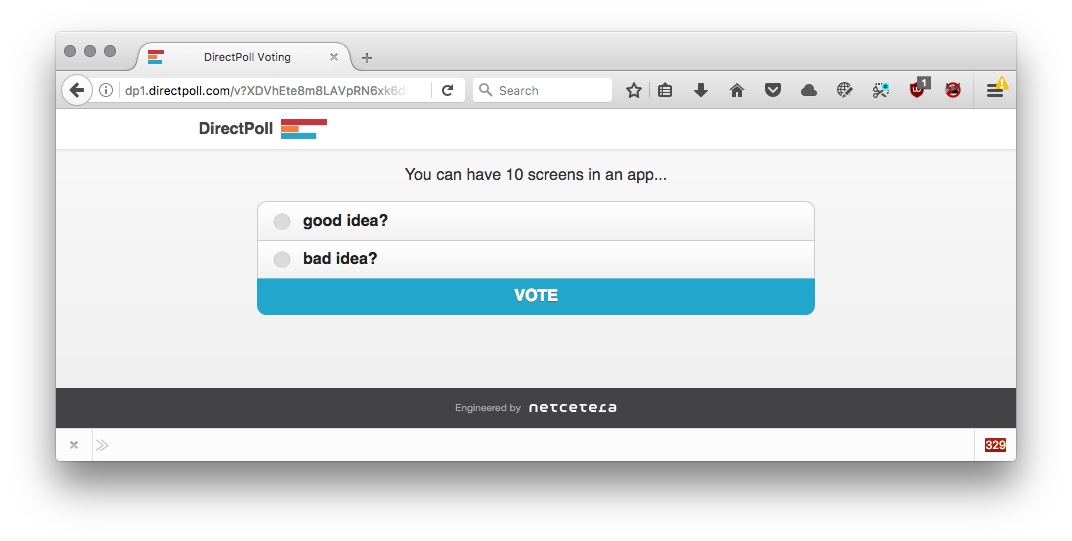 DirectPoll Voting
dp1.directpoll.com/v?XDVhEte8m8LAVpRN6xk6d
Search
1
DirectPoll
You can have 10 screens in an app...
good idea?
bad idea?
VOTE
Engineered by netcetera
329